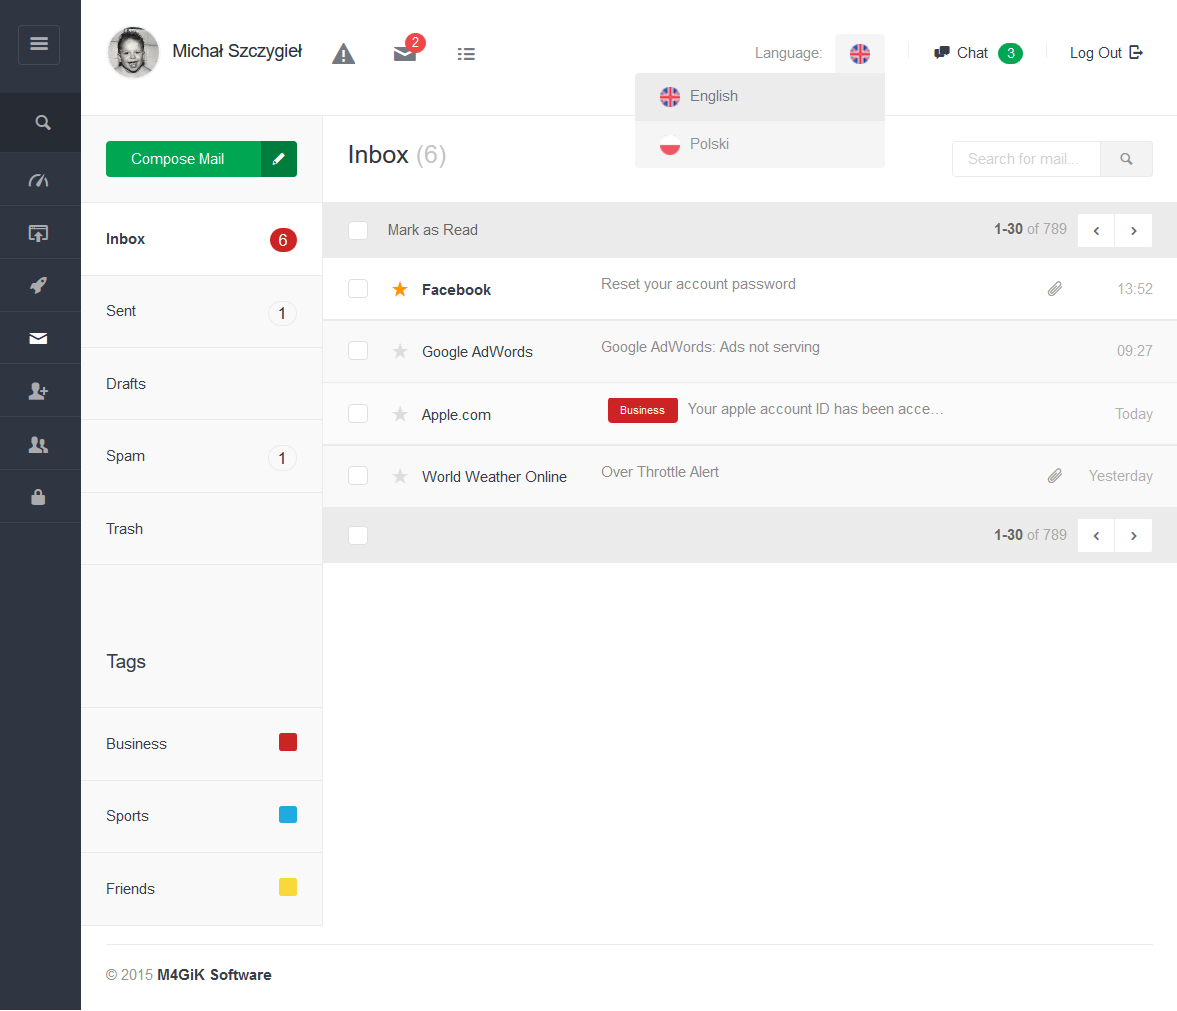 Michał Szczygieł
2
Language:
Chat 3
Log Out
English
Polski
Compose Mail
Inbox (6)
Search for mail...
Inbox 6
Sent 1
Drafts
Spam 1
Trash
Mark as Read
1-30 of 789
Facebook Reset your account password 13:52
Google AdWords Google AdWords: Ads not serving 09:27
Apple.com Business Your apple account ID has been acce... Today
World Weather Online Over Throttle Alert Yesterday
1-30 of 789
Tags
Business
Sports
Friends
© 2015 M4GiK Software